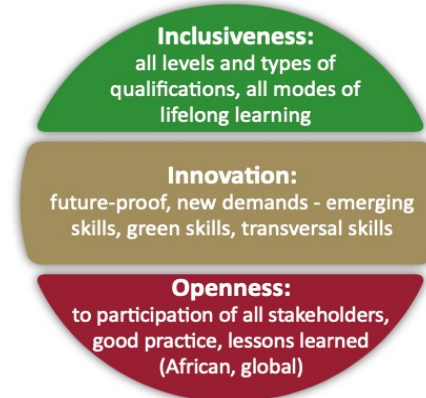 Inclusiveness:
all levels and types of
qualifications, all modes of
lifelong learning
Innovation:
future-proof, new demands - emerging
skills, green skills, transversal skills
Openness:
to participation of all stakeholders,
good practice, lessons learned
(African, global)